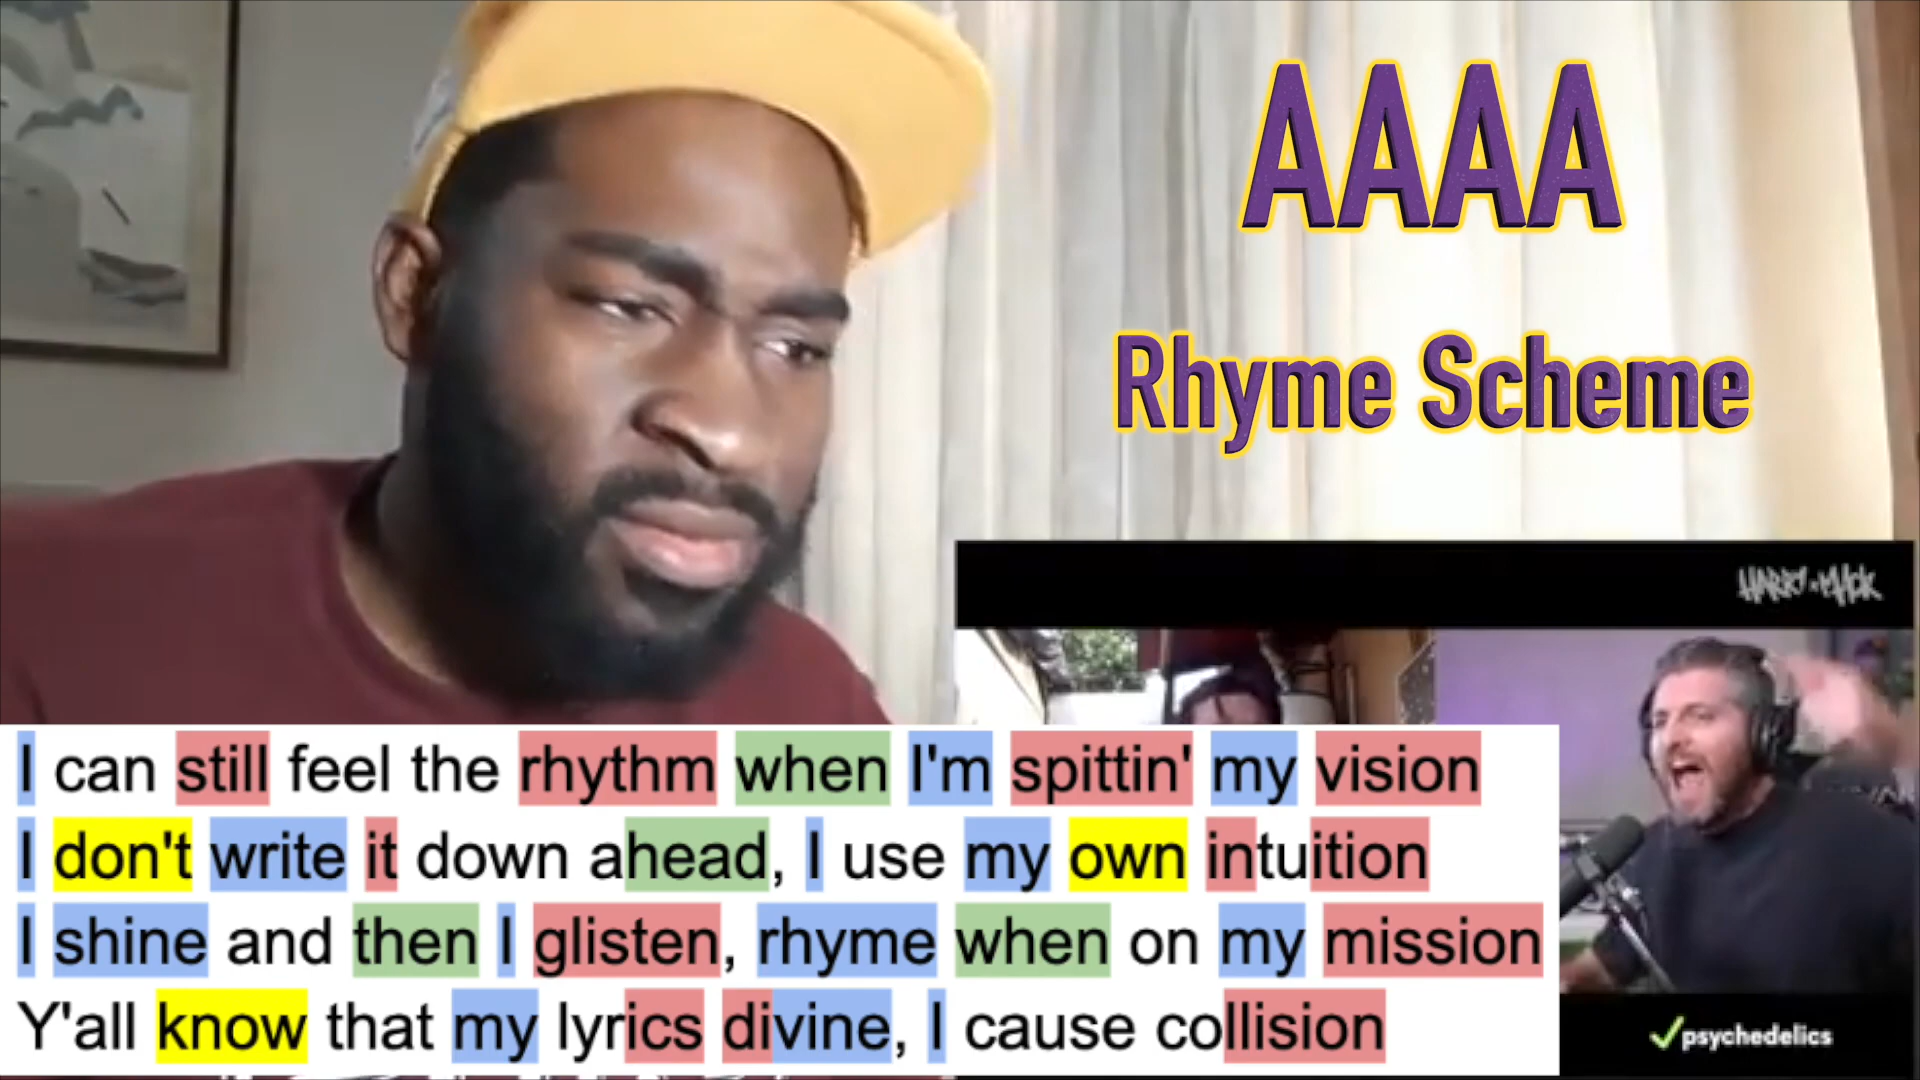 AAAA
Rhyme Scheme
HARRY MACK
I can still feel the rhythm when I'm spittin' my vision
I don't write it down ahead, I use my own intuition
I shine and then I glisten, rhyme when on my mission
Y'all know that my lyrics divine, I cause collision
psychedelics